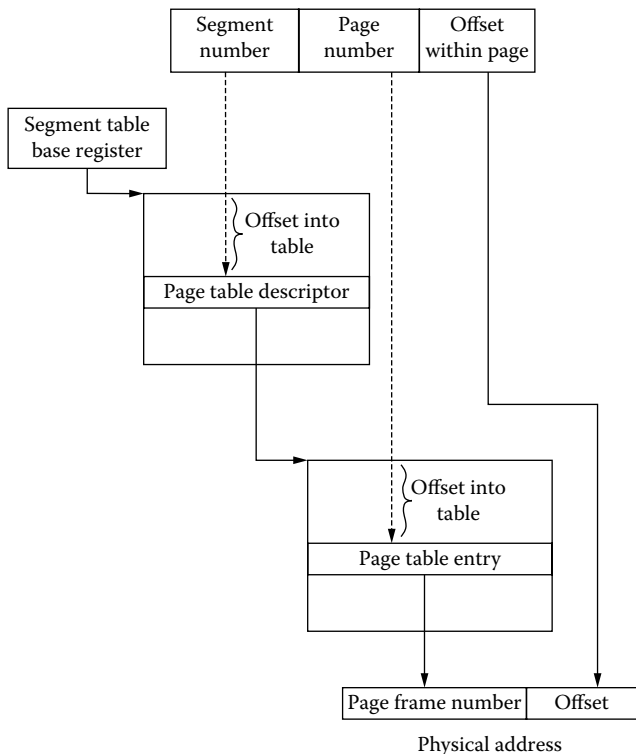 Segment number
Page number
Offset within page
Segment table
base register
Offset into
table
Page table descriptor
Offset into
table
Page table entry
Page frame number
Offset
Physical address